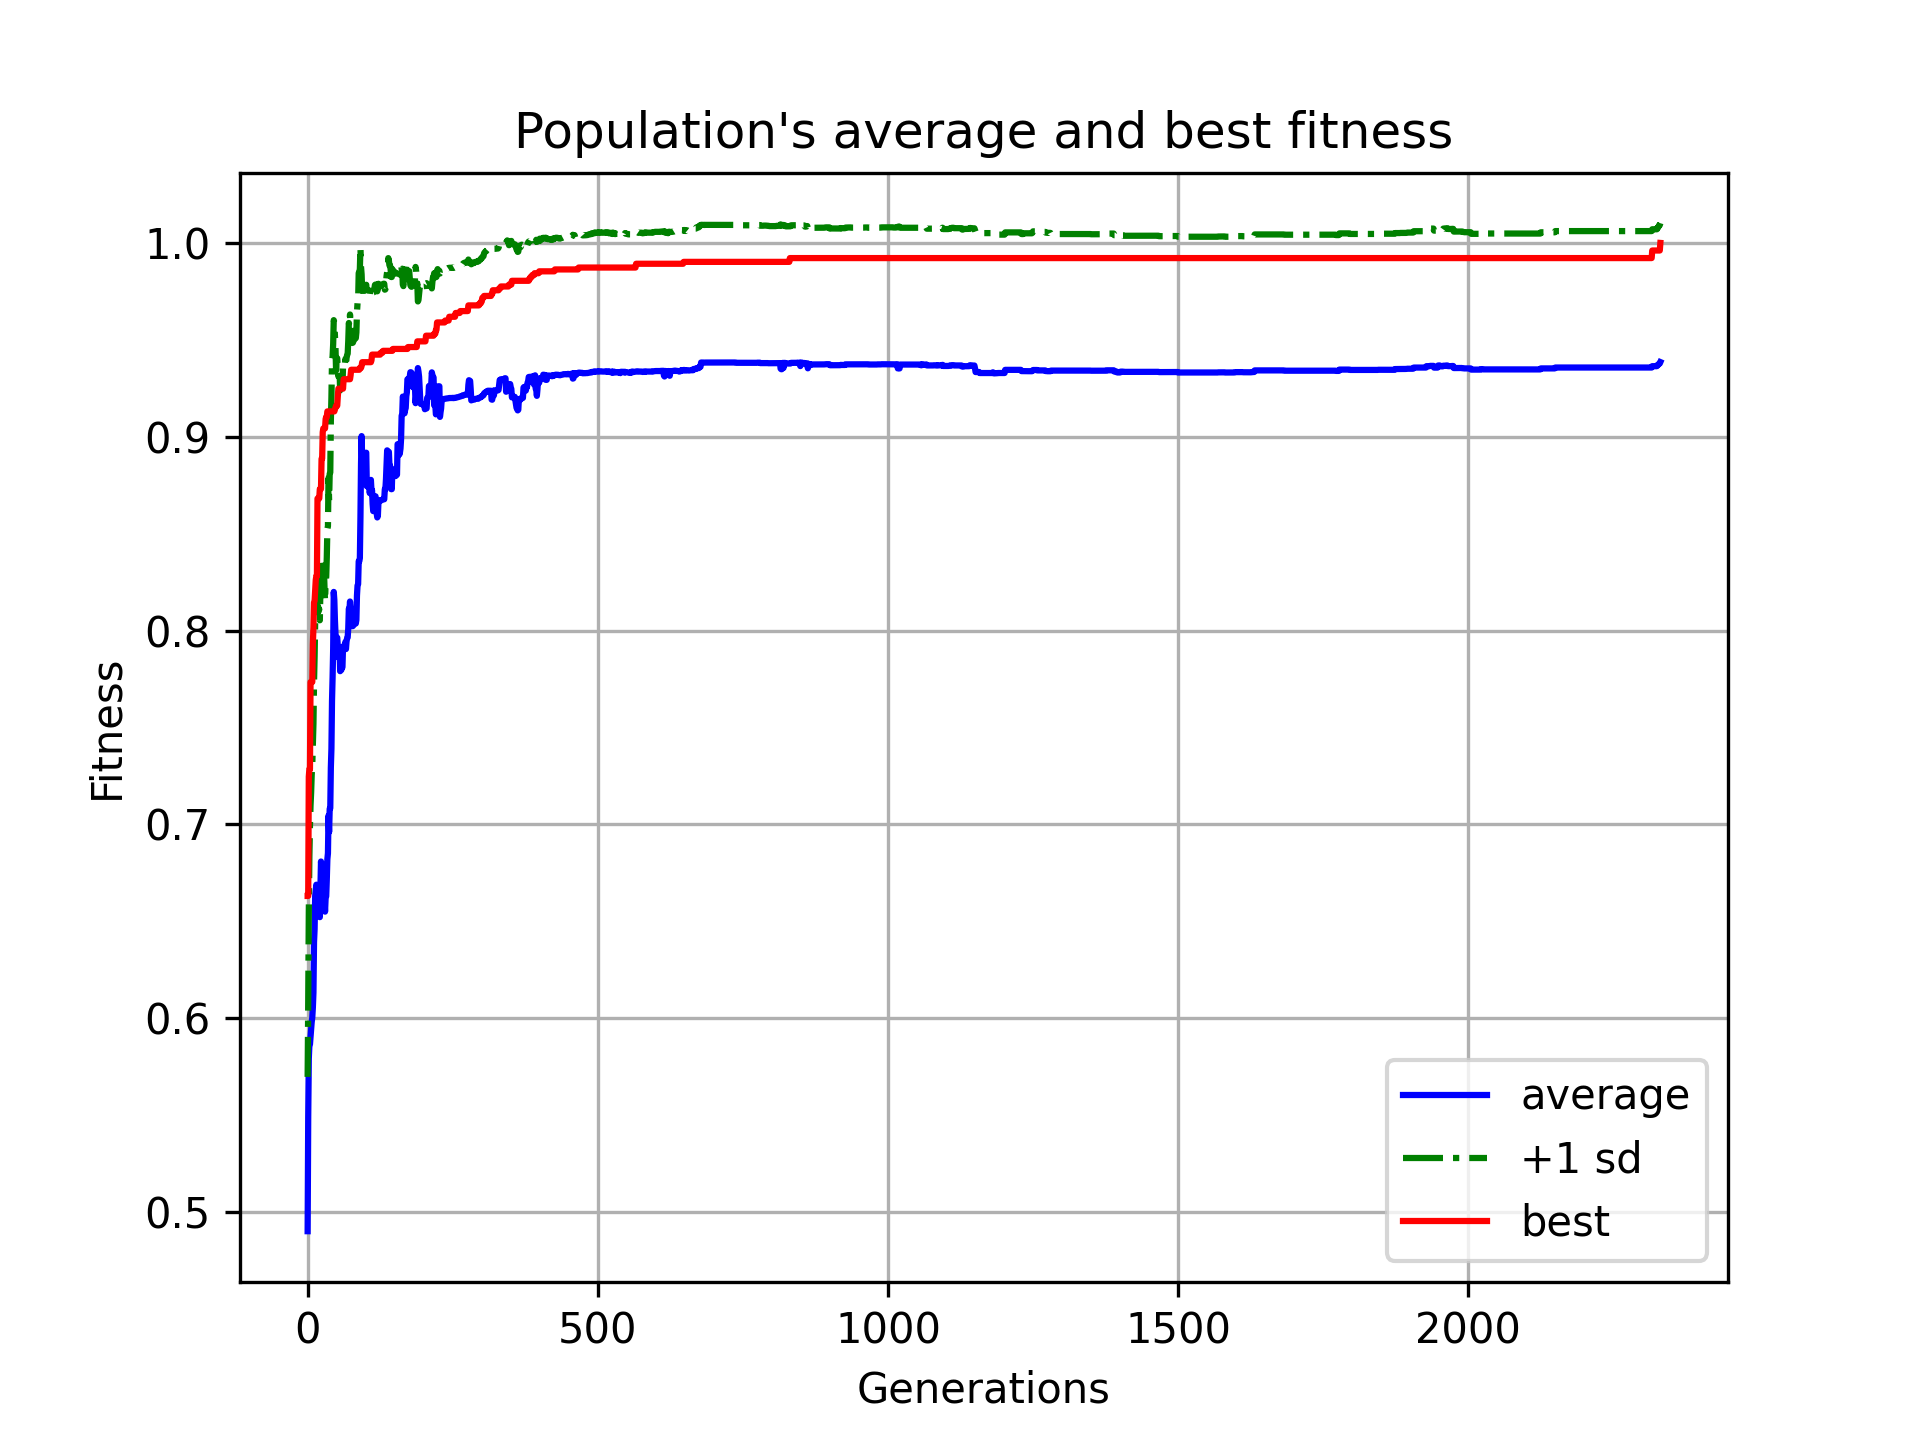 Population's average and best fitness
1.0
0.9
0.8
0.7
0.6
0.5
Fitness
average
+1 sd
best
0 500 1000 1500 2000
Generations